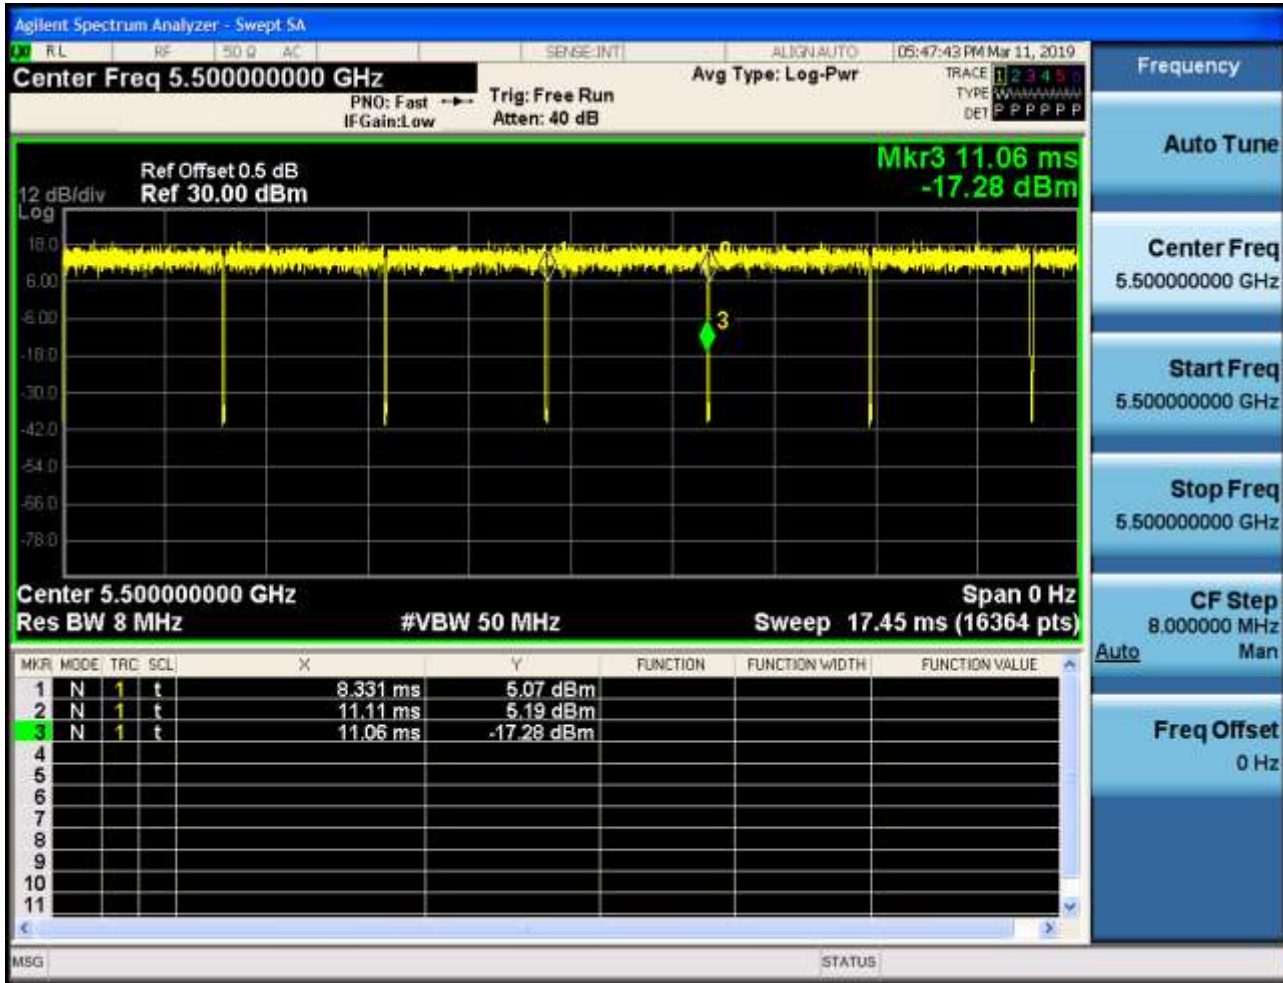 Agilent Spectrum Analyzer - Swept SA
RL RF 50 Ω AC SENSE:INT ALIGNAUTO 05:47:43 PM Mar 11, 2019
Center Freq 5.500000000 GHz
PNO: Fast
IFGain:Low
Trig: Free Run
Atten: 40 dB
Avg Type: Log-Pwr
TRACE 1 2 3 4 5 6
TYPE
DET P P P P P P
Mkr3 11.06 ms
-17.28 dBm
Ref Offset 0.5 dB
12 dB/div Ref 30.00 dBm
Log
18.0
6.00
-6.00
-18.0
-30.0
-42.0
-54.0
-66.0
-78.0
3
Center 5.500000000 GHz Span 0 Hz
Res BW 8 MHz #VBW 50 MHz Sweep 17.45 ms (16364 pts)
MKR MODE TRC SCL X Y FUNCTION FUNCTION WIDTH FUNCTION VALUE
1 N 1 t 8.331 ms 5.07 dBm
2 N 1 t 11.11 ms 5.19 dBm
3 N 1 t 11.06 ms -17.28 dBm
4
5
6
7
8
9
10
11
MSG STATUS
Frequency
Auto Tune
Center Freq
5.500000000 GHz
Start Freq
5.500000000 GHz
Stop Freq
5.500000000 GHz
CF Step
8.000000 MHz
Auto Man
Freq Offset
0 Hz